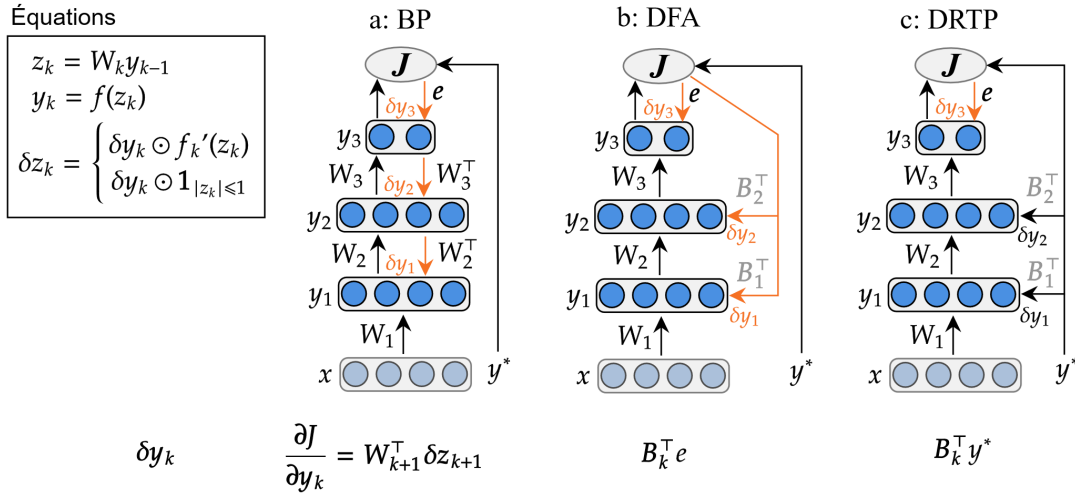 Équations
z_k = W_k y_{k−1}
y_k = f(z_k)
δz_k = { δy_k ⊙ f_k′(z_k)
δy_k ⊙ 1_{|z_k|⩽1}
a: BP
J
e
δy_3
y_3
W_3
W_3^⊤
δy_2
y_2
W_2
W_2^⊤
δy_1
y_1
W_1
x
y*
b: DFA
J
e
δy_3
y_3
W_3
B_2^⊤
y_2
δy_2
W_2
B_1^⊤
y_1
δy_1
W_1
x
y*
c: DRTP
J
e
δy_3
y_3
W_3
B_2^⊤
y_2
δy_2
W_2
B_1^⊤
y_1
δy_1
W_1
x
y*
δy_k
∂J/∂y_k = W_{k+1}^⊤ δz_{k+1}
B_k^⊤ e
B_k^⊤ y*